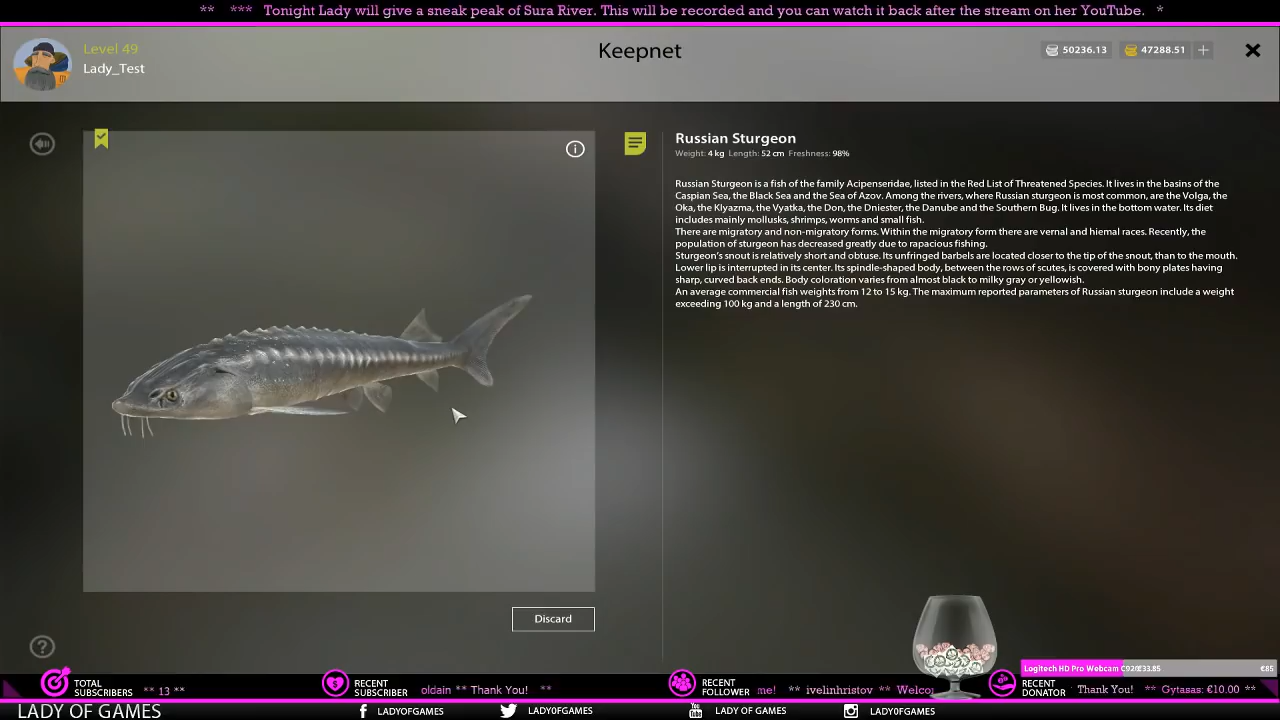 ** *** Tonight Lady will give a sneak peak of Sura River. This will be recorded and you can watch it back after the stream on her YouTube. *
Level 49
Lady_Test
Keepnet
50236.13
47288.51
Russian Sturgeon
Weight: 4 kg Length: 52 cm Freshness: 98%
Russian Sturgeon is a fish of the family Acipenseridae, listed in the Red List of Threatened Species. It lives in the basins of the
Caspian Sea, the Black Sea and the Sea of Azov. Among the rivers, where Russian sturgeon is most common, are the Volga, the
Oka, the Klyazma, the Vyatka, the Don, the Dniester, the Danube and the Southern Bug. It lives in the bottom water. Its diet
includes mainly mollusks, shrimps, worms and small fish.
There are migratory and non-migratory forms. Within the migratory form there are vernal and hiemal races. Recently, the
population of sturgeon has decreased greatly due to rapacious fishing.
Sturgeon's snout is relatively short and obtuse. Its unfringed barbels are located closer to the tip of the snout, than to the mouth.
Lower lip is interrupted in its center. Its spindle-shaped body, between the rows of scutes, is covered with bony plates having
sharp, curved back ends. Body coloration varies from almost black to milky gray or yellowish.
An average commercial fish weights from 12 to 15 kg. The maximum reported parameters of Russian sturgeon include a weight
exceeding 100 kg and a length of 230 cm.
Discard
Logitech HD Pro Webcam €85
TOTAL SUBSCRIBERS ** 13 **
RECENT SUBSCRIBER oldain ** Thank You! **
RECENT FOLLOWER me! ** ivelinhristov ** Welco
RECENT DONATOR Thank You! ** Gytasas: €10.00 **
LADY OF GAMES
LADYOFGAMES
LADY0FGAMES
LADY OF GAMES
LADY0FGAMES